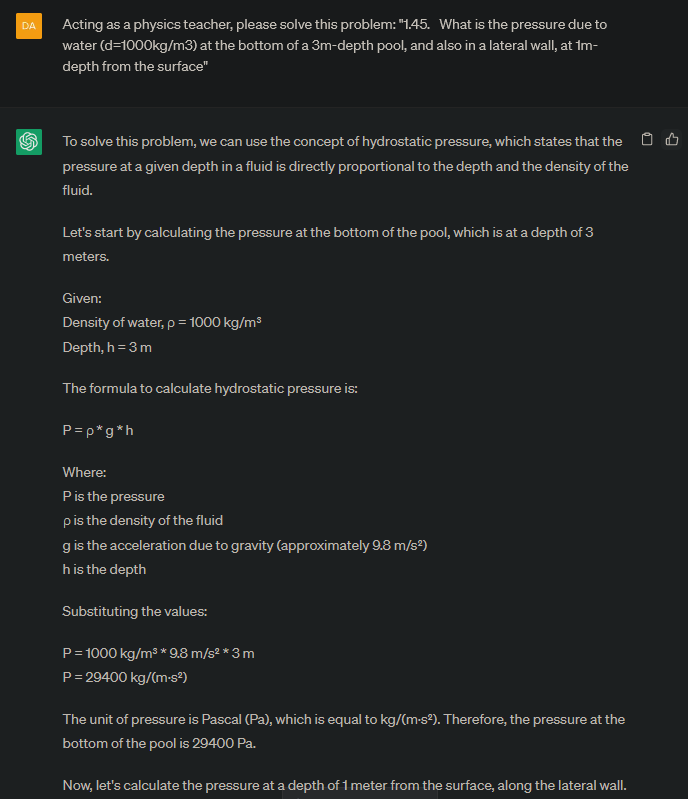 DA
Acting as a physics teacher, please solve this problem: "1.45.   What is the pressure due to
water (d=1000kg/m3) at the bottom of a 3m-depth pool, and also in a lateral wall, at 1m-
depth from the surface"
To solve this problem, we can use the concept of hydrostatic pressure, which states that the
pressure at a given depth in a fluid is directly proportional to the depth and the density of the
fluid.
Let's start by calculating the pressure at the bottom of the pool, which is at a depth of 3
meters.
Given:
Density of water, ρ = 1000 kg/m³
Depth, h = 3 m
The formula to calculate hydrostatic pressure is:
P = ρ * g * h
Where:
P is the pressure
ρ is the density of the fluid
g is the acceleration due to gravity (approximately 9.8 m/s²)
h is the depth
Substituting the values:
P = 1000 kg/m³ * 9.8 m/s² * 3 m
P = 29400 kg/(m·s²)
The unit of pressure is Pascal (Pa), which is equal to kg/(m·s²). Therefore, the pressure at the
bottom of the pool is 29400 Pa.
Now, let's calculate the pressure at a depth of 1 meter from the surface, along the lateral wall.